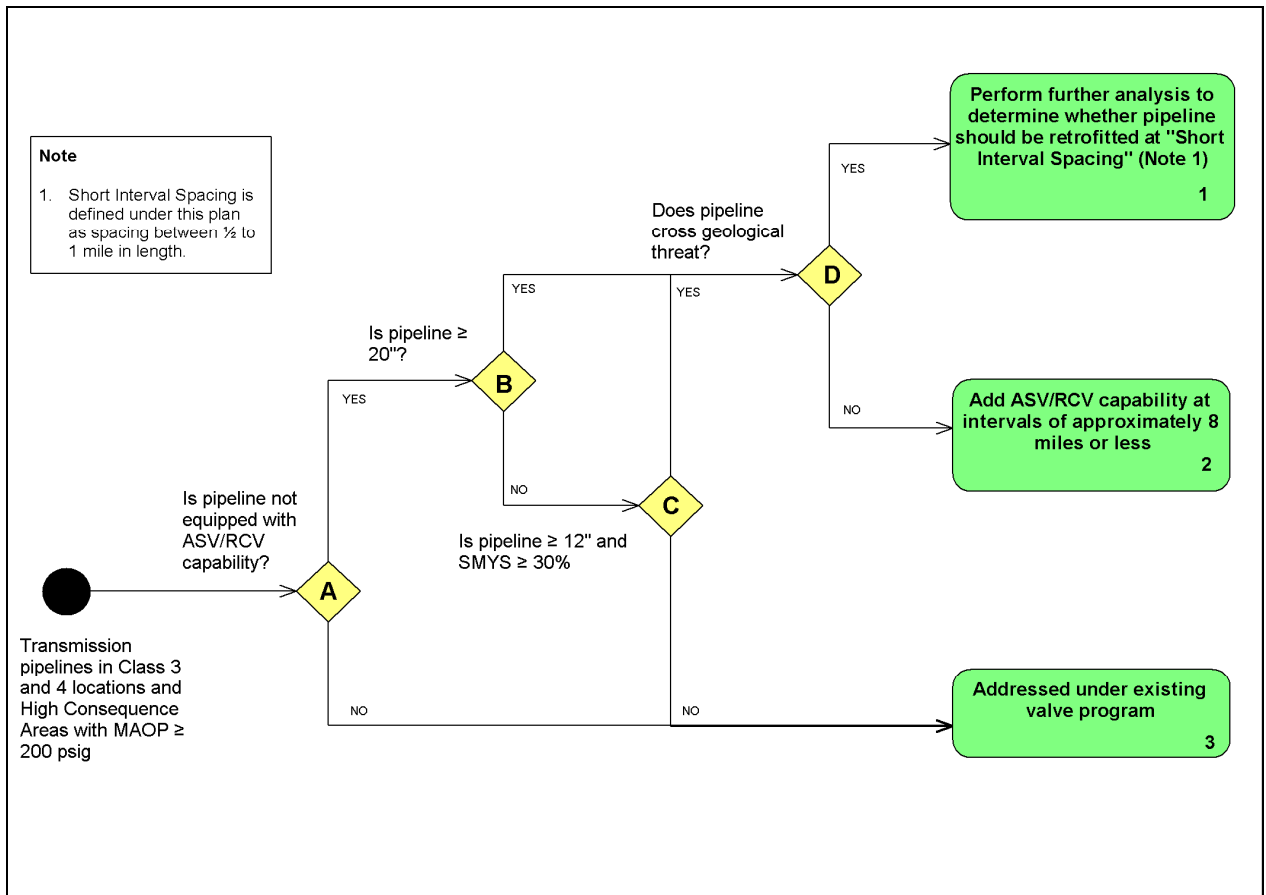 Note
1. Short Interval Spacing is
defined under this plan
as spacing between ½ to
1 mile in length.
Perform further analysis to
determine whether pipeline
should be retrofitted at "Short
Interval Spacing" (Note 1)
1
YES
Does pipeline
cross geological
threat?
D
YES
YES
Is pipeline ≥
20"?
B
YES
NO
Add ASV/RCV capability at
intervals of approximately 8
miles or less
2
NO
C
Is pipeline ≥ 12" and
SMYS ≥ 30%
Is pipeline not
equipped with
ASV/RCV
capability?
A
Transmission
pipelines in Class 3
and 4 locations and
High Consequence
Areas with MAOP ≥
200 psig
NO
NO
Addressed under existing
valve program
3